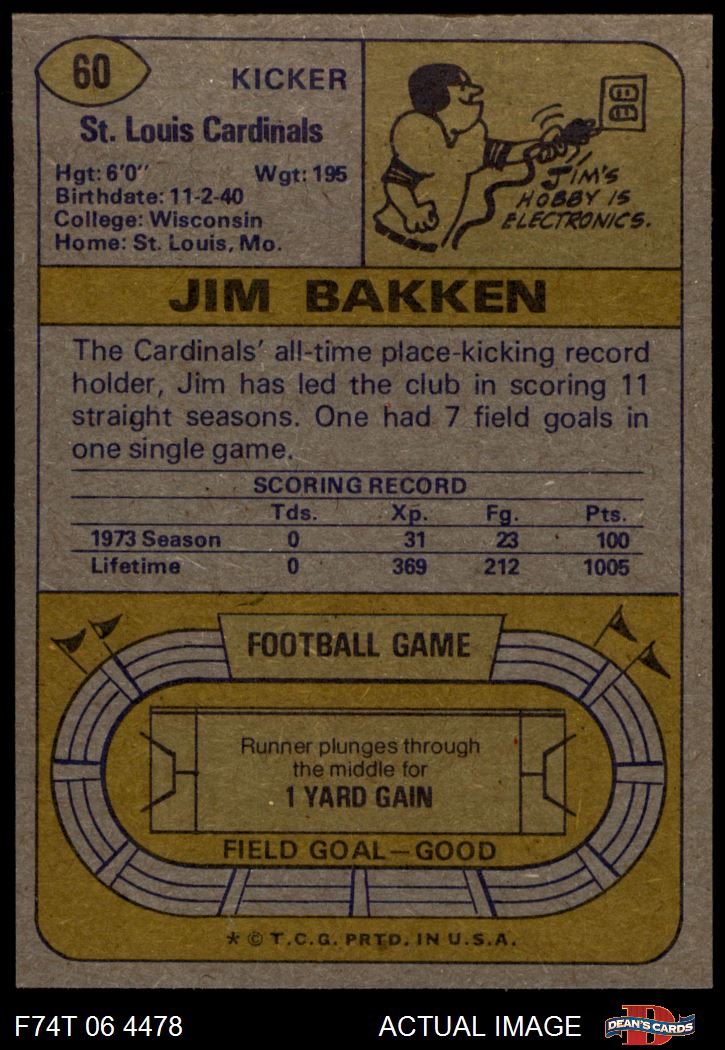 60
KICKER
St. Louis Cardinals
Hgt: 6'0"    Wgt: 195
Birthdate: 11-2-40
College: Wisconsin
Home: St. Louis, Mo.
JIM'S
HOBBY IS
ELECTRONICS.
JIM BAKKEN
The Cardinals' all-time place-kicking record
holder, Jim has led the club in scoring 11
straight seasons. One had 7 field goals in
one single game.
SCORING RECORD
Tds.    Xp.    Fg.    Pts.
1973 Season    0    31    23    100
Lifetime    0    369    212    1005
FOOTBALL GAME
Runner plunges through
the middle for
1 YARD GAIN
FIELD GOAL—GOOD
* © T.C.G. PRTD. IN U.S.A.
F74T 06 4478    ACTUAL IMAGE
DEAN'S CARDS